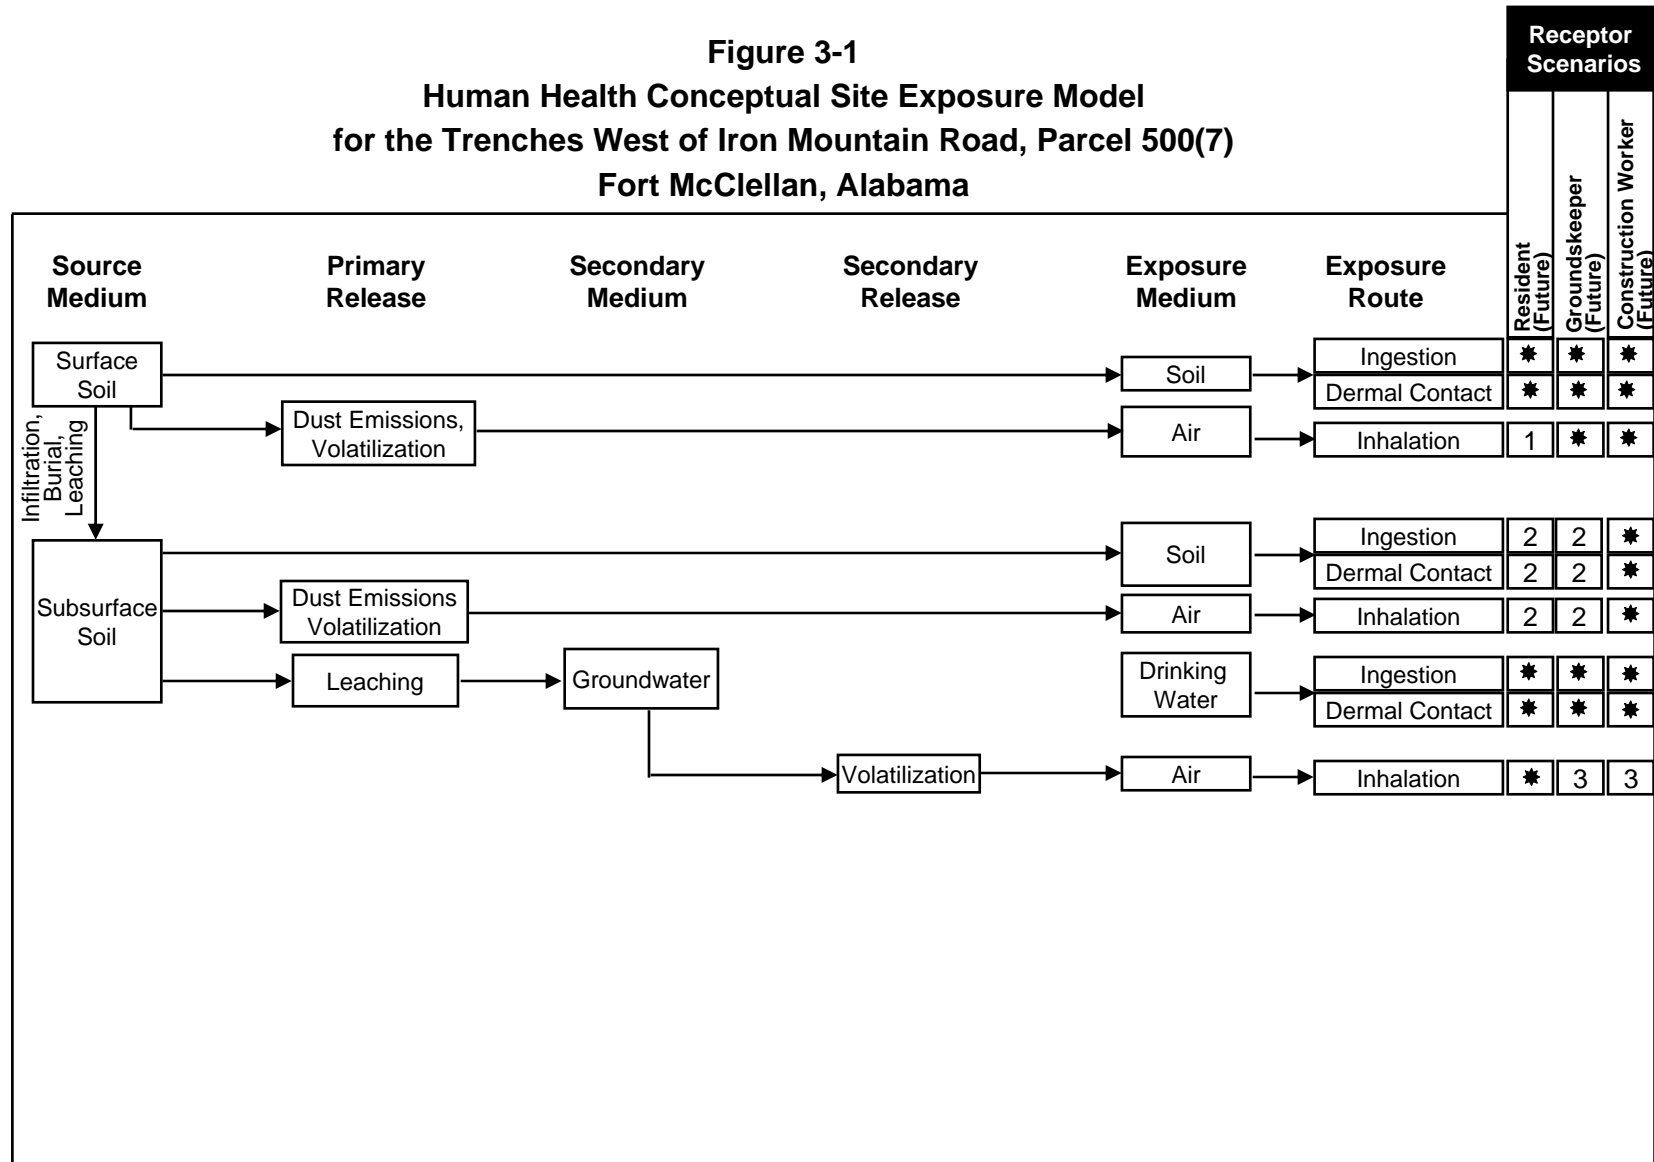 Figure 3-1
Human Health Conceptual Site Exposure Model
for the Trenches West of Iron Mountain Road, Parcel 500(7)
Fort McClellan, Alabama
Receptor
Scenarios
Resident
(Future)
Groundskeeper
(Future)
Construction Worker
(Future)
Source
Medium
Primary
Release
Secondary
Medium
Secondary
Release
Exposure
Medium
Exposure
Route
Surface
Soil
Soil
Ingestion
Dermal Contact
Dust Emissions,
Volatilization
Air
Inhalation
1
Infiltration,
Burial,
Leaching
Subsurface
Soil
Soil
Ingestion
2 2
Dermal Contact
2 2
Dust Emissions
Volatilization
Air
Inhalation
2 2
Leaching
Groundwater
Drinking
Water
Ingestion
Dermal Contact
Volatilization
Air
Inhalation
3 3